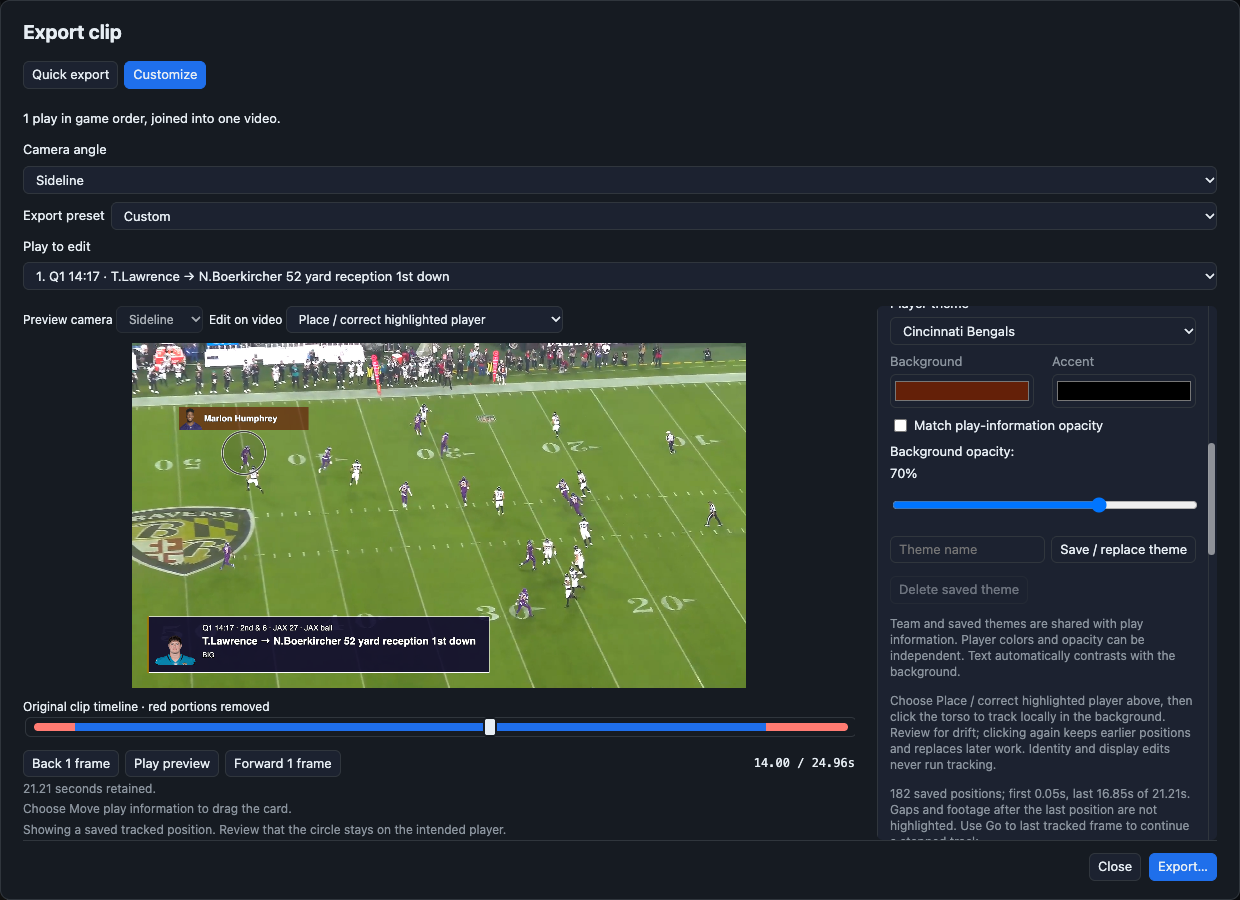 Export clip
Quick export
Customize
1 play in game order, joined into one video.
Camera angle
Sideline
Export preset
Custom
Play to edit
1. Q1 14:17 · T.Lawrence → N.Boerkircher 52 yard reception 1st down
Preview camera
Sideline
Edit on video
Place / correct highlighted player
Marlon Humphrey
RAVENS
Q1 14:17 · 2nd & 6 · JAX 27 · JAX ball
T.Lawrence → N.Boerkircher 52 yard reception 1st down
BIG
Original clip timeline · red portions removed
Back 1 frame
Play preview
Forward 1 frame
14.00 / 24.96s
21.21 seconds retained.
Choose Move play information to drag the card.
Showing a saved tracked position. Review that the circle stays on the intended player.
Player theme
Cincinnati Bengals
Background
Accent
Match play-information opacity
Background opacity:
70%
Theme name
Save / replace theme
Delete saved theme
Team and saved themes are shared with play
information. Player colors and opacity can be
independent. Text automatically contrasts with the
background.
Choose Place / correct highlighted player above, then
click the torso to track locally in the background.
Review for drift; clicking again keeps earlier positions
and replaces later work. Identity and display edits
never run tracking.
182 saved positions; first 0.05s, last 16.85s of 21.21s.
Gaps and footage after the last position are not
highlighted. Use Go to last tracked frame to continue
a stopped track.
Close
Export...